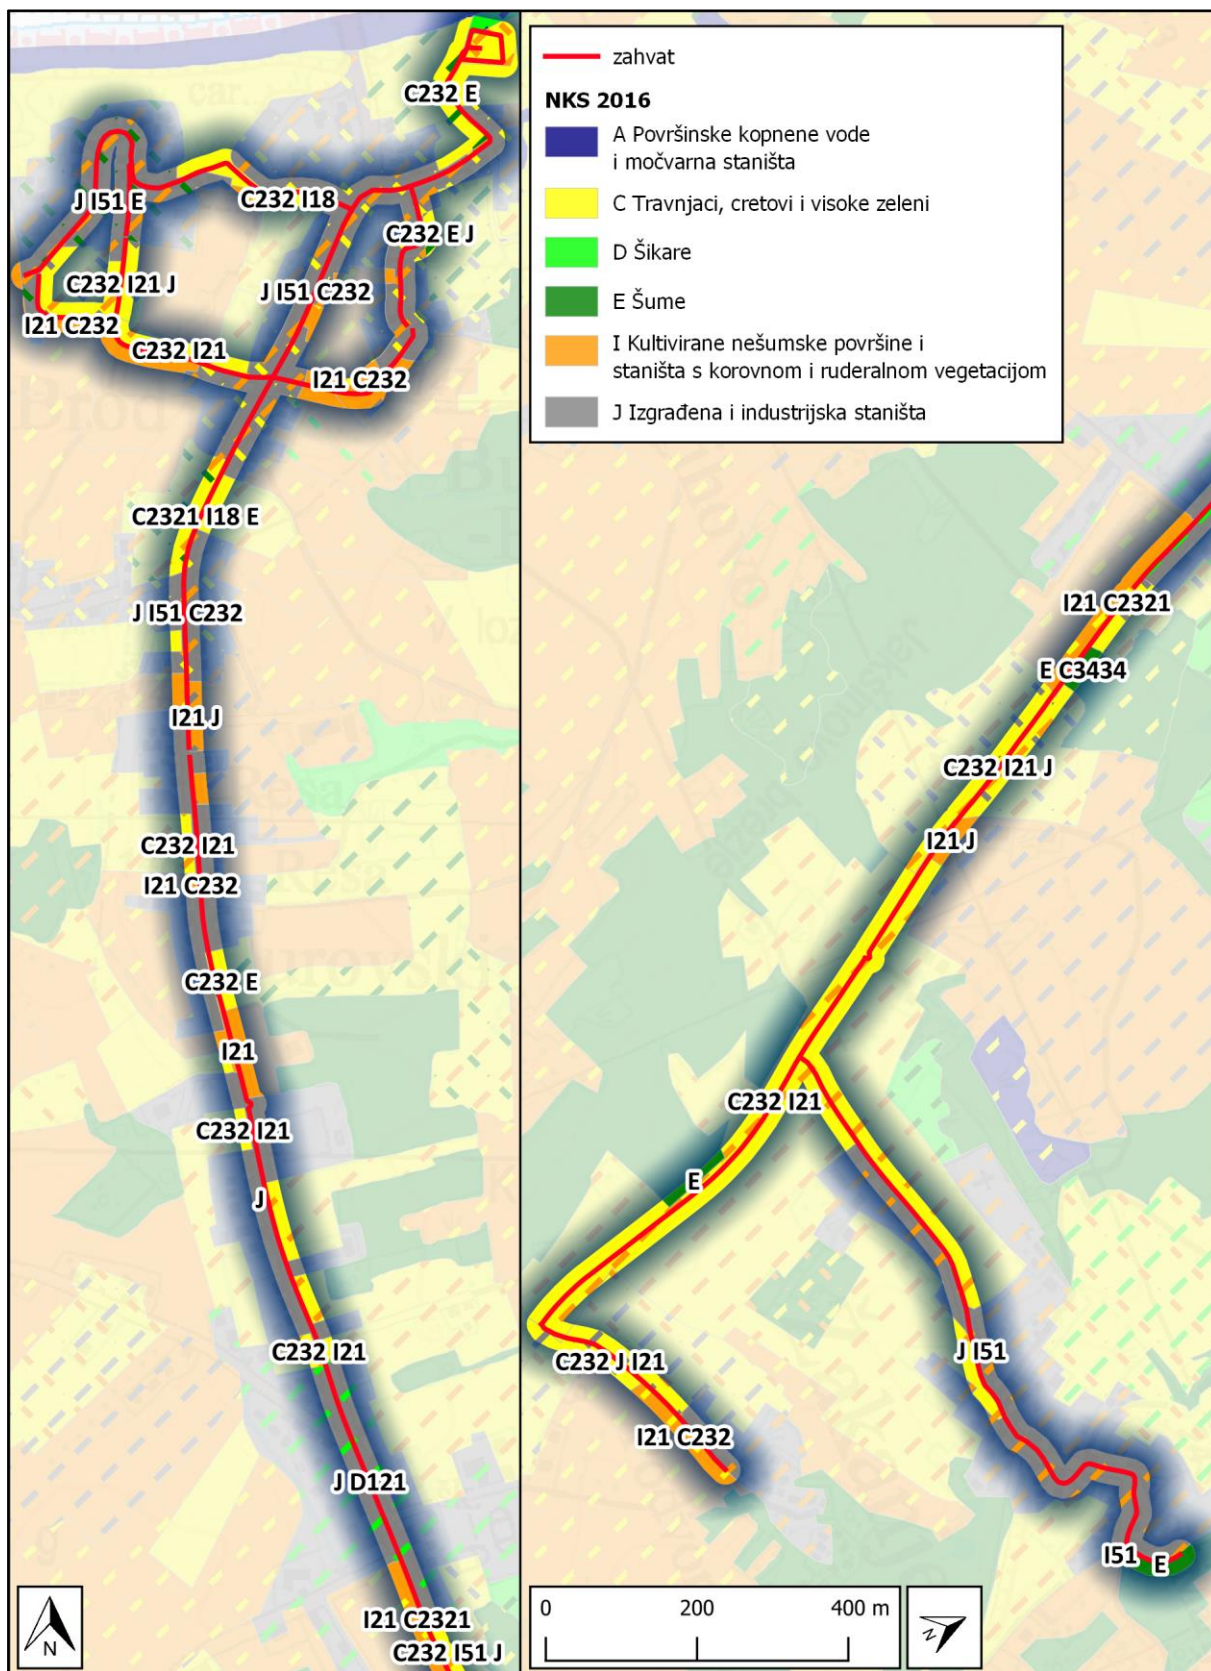 zahvat
NKS 2016
A Površinske kopnene vode
i močvarna staništa
C Travnjaci, cretovi i visoke zeleni
D Šikare
E Šume
I Kultivirane nešumske površine i
staništa s korovnom i ruderalnom vegetacijom
J Izgrađena i industrijska staništa
C232 E
J I51 E
C232 I18
C232 E J
C232 I21 J
J I51 C232
I21 C232
C232 I21
I21 C232
C2321 I18 E
J I51 C232
I21 J
C232 I21
I21 C232
C232 E
I21
C232 I21
J
C232 I21
J D121
I21 C2321
C232 I51 J
N
I21 C2321
E C3434
C232 I21 J
I21 J
C232 I21
E
C232 J I21
J I51
I21 C232
I51
E
0 200 400 m
N